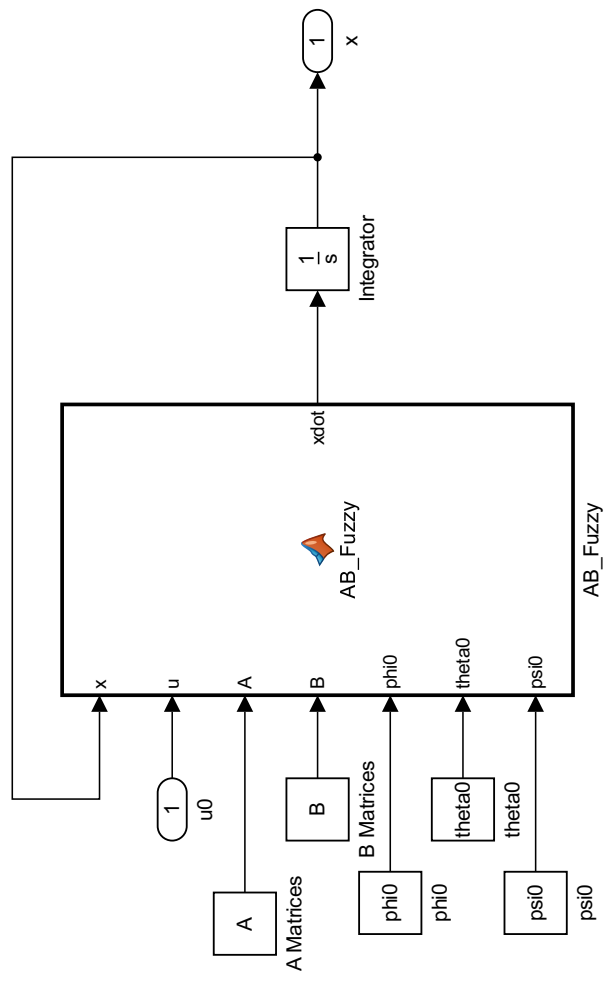 1
x
1
s
Integrator
xdot
AB_Fuzzy
AB_Fuzzy
x
u
A
B
phi0
theta0
psi0
1
u0
A
A Matrices
B
B Matrices
phi0
phi0
theta0
theta0
psi0
psi0